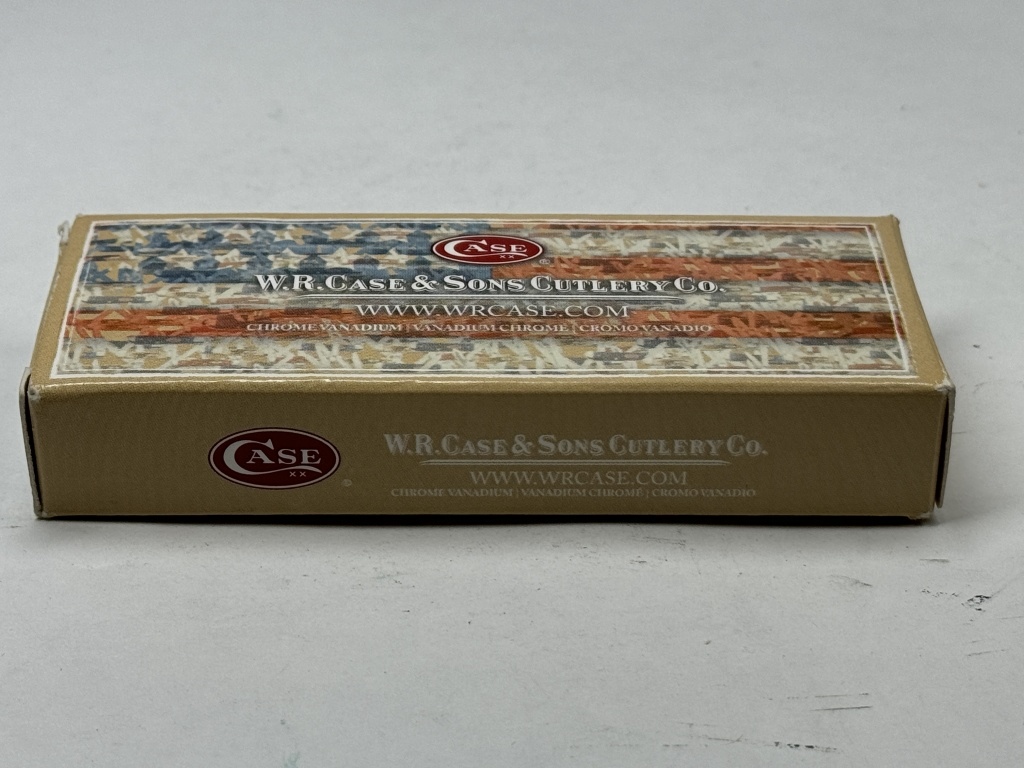 CASE
XX
®
W.R. CASE & SONS CUTLERY CO.
WWW.WRCASE.COM
CHROME VANADIUM | VANADIUM CHROMÉ | CROMO VANADIO
CASE
XX
®
W.R. CASE & SONS CUTLERY CO.
WWW.WRCASE.COM
CHROME VANADIUM | VANADIUM CHROMÉ | CROMO VANADIO